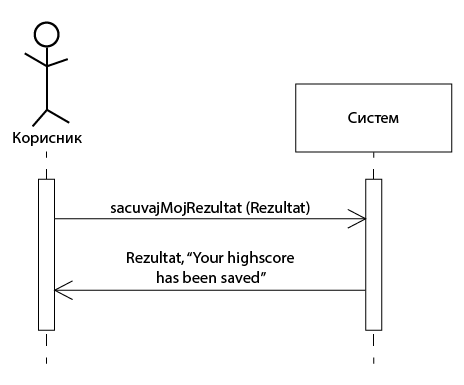 Корисник
Систем
sacuvajMojRezultat (Rezultat)
Rezultat, “Your highscore
has been saved”